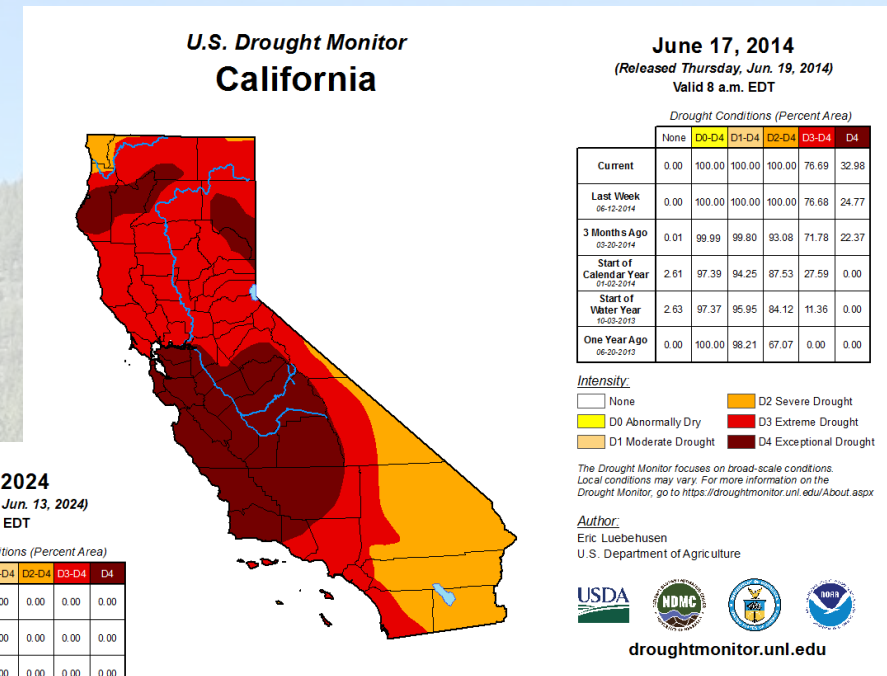 U.S. Drought Monitor
California
June 17, 2014
(Released Thursday, Jun. 19, 2014)
Valid 8 a.m. EDT
Drought Conditions (Percent Area)
None D0-D4 D1-D4 D2-D4 D3-D4 D4
Current 0.00 100.00 100.00 100.00 76.69 32.98
Last Week 0.00 100.00 100.00 100.00 76.68 24.77
06-12-2014
3 Months Ago 0.01 99.99 99.80 93.08 71.78 22.37
03-20-2014
Start of
Calendar Year 2.61 97.39 94.25 87.53 27.59 0.00
01-02-2014
Start of
Water Year 2.63 97.37 95.95 84.12 11.36 0.00
10-03-2013
One Year Ago 0.00 100.00 98.21 67.07 0.00 0.00
06-20-2013
Intensity:
None
D0 Abnormally Dry
D1 Moderate Drought
D2 Severe Drought
D3 Extreme Drought
D4 Exceptional Drought
The Drought Monitor focuses on broad-scale conditions.
Local conditions may vary. For more information on the
Drought Monitor, go to https://droughtmonitor.unl.edu/About.aspx
Author:
Eric Luebehusen
U.S. Department of Agriculture
USDA
NDMC
NOAA
droughtmonitor.unl.edu
2024
Jun. 13, 2024)
EDT
itions (Percent Area)
-D4 D2-D4 D3-D4 D4
00 0.00 0.00 0.00
00 0.00 0.00 0.00
00 0.00 0.00 0.00